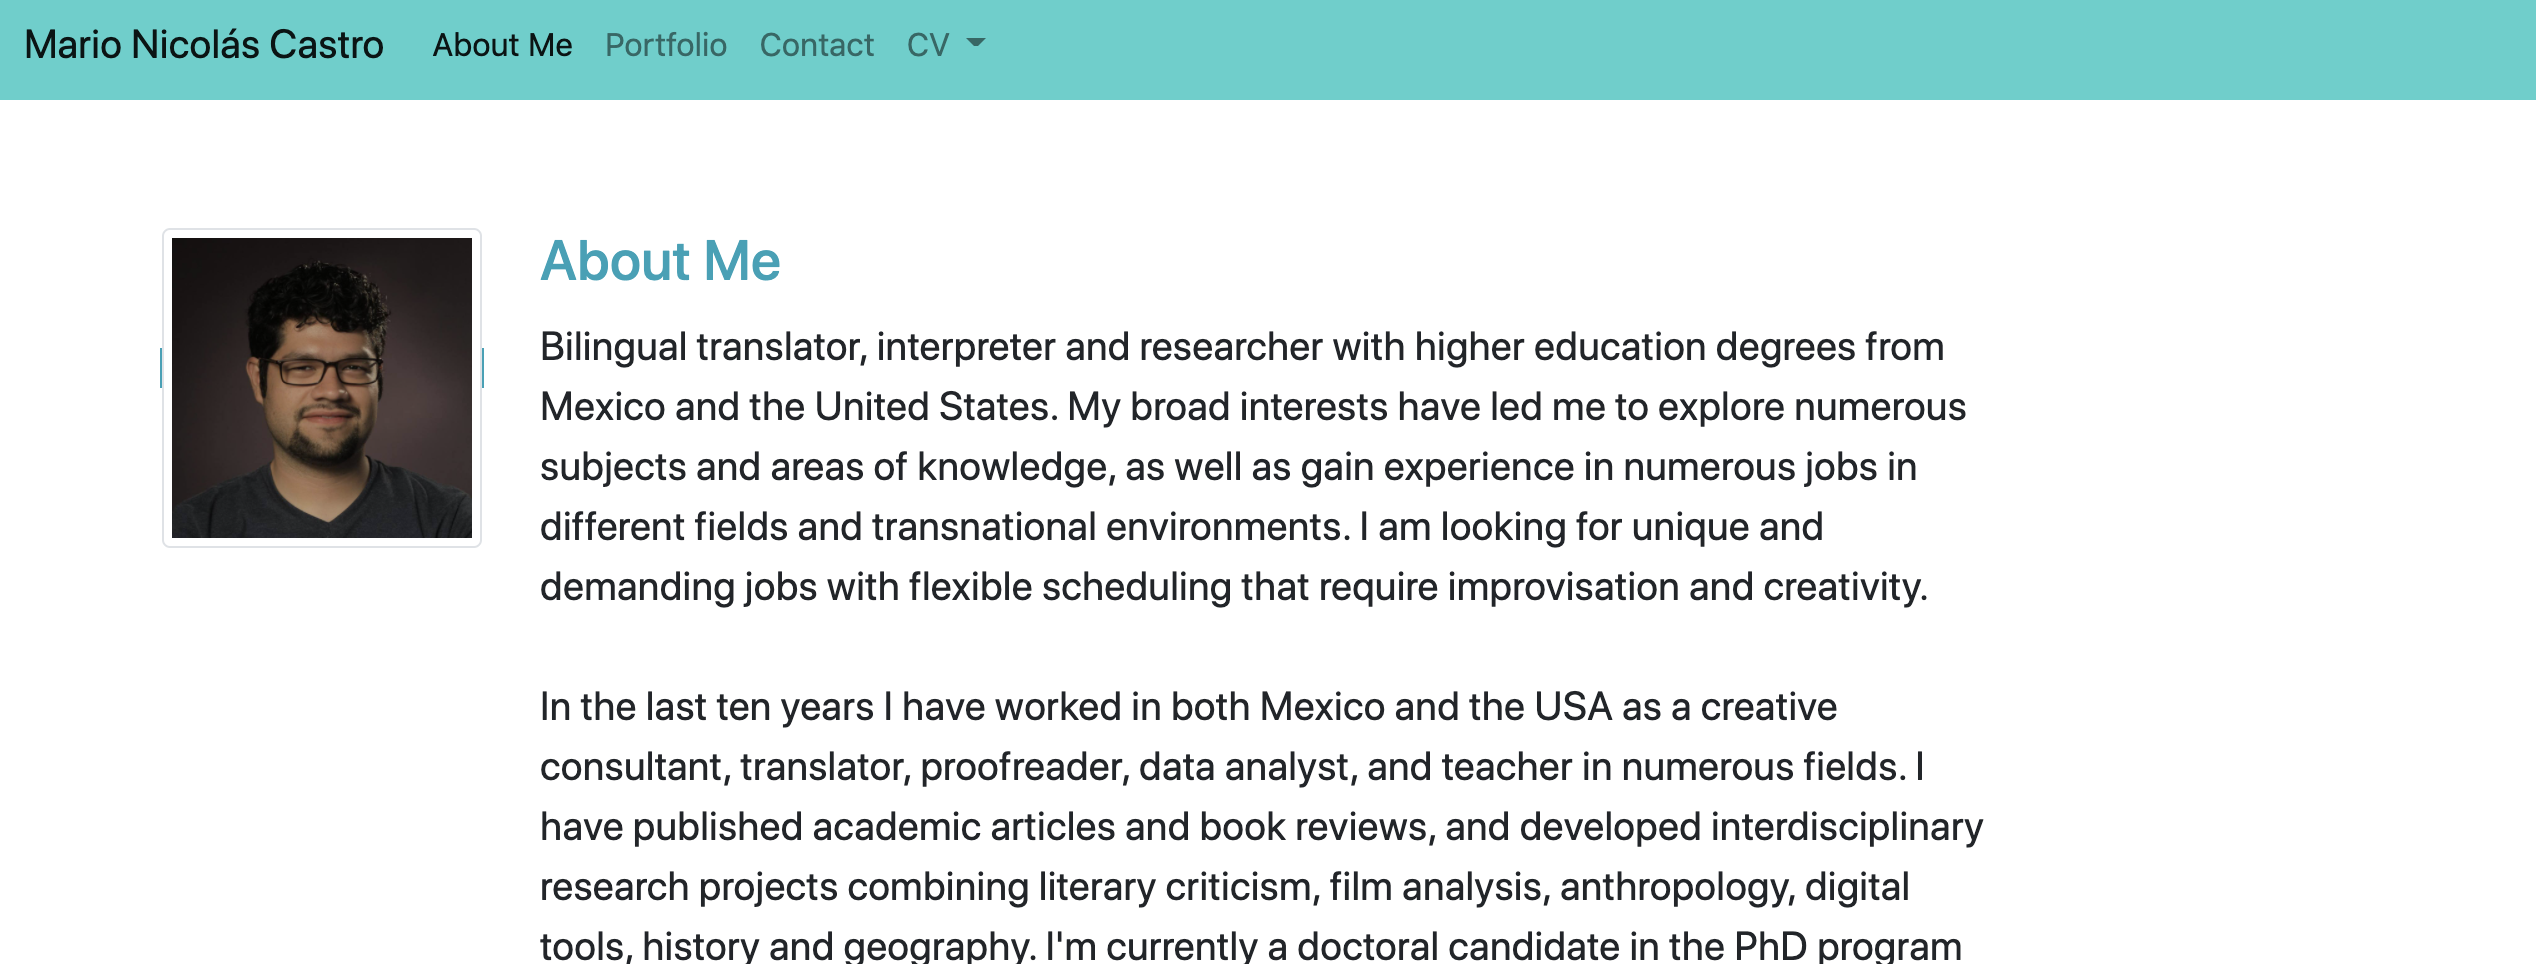 Mario Nicolás Castro About Me Portfolio Contact CV
About Me
Bilingual translator, interpreter and researcher with higher education degrees from
Mexico and the United States. My broad interests have led me to explore numerous
subjects and areas of knowledge, as well as gain experience in numerous jobs in
different fields and transnational environments. I am looking for unique and
demanding jobs with flexible scheduling that require improvisation and creativity.
In the last ten years I have worked in both Mexico and the USA as a creative
consultant, translator, proofreader, data analyst, and teacher in numerous fields. I
have published academic articles and book reviews, and developed interdisciplinary
research projects combining literary criticism, film analysis, anthropology, digital
tools, history and geography. I'm currently a doctoral candidate in the PhD program